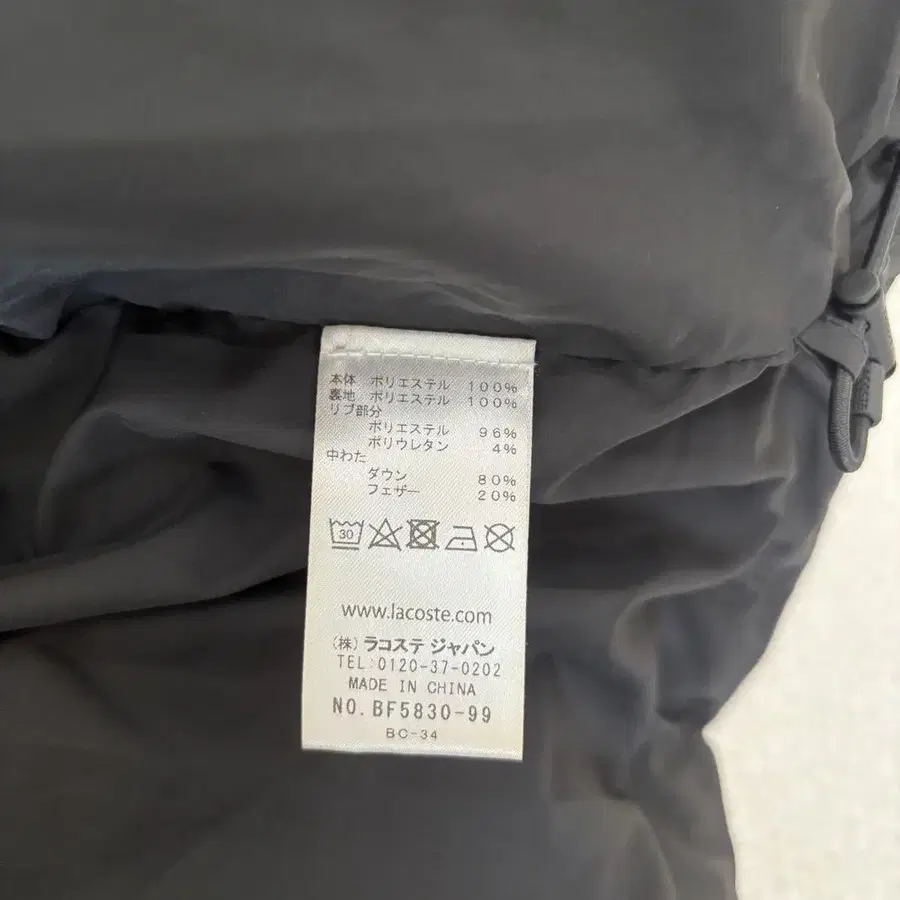 本体 ポリエステル 100%
裏地 ポリエステル 100%
リブ部分
ポリエステル 96%
ポリウレタン 4%
中わた
ダウン 80%
フェザー 20%
30
www.lacoste.com
(株) ラコステ ジャパン
TEL:0120-37-0202
MADE IN CHINA
NO. BF5830-99
BC-34